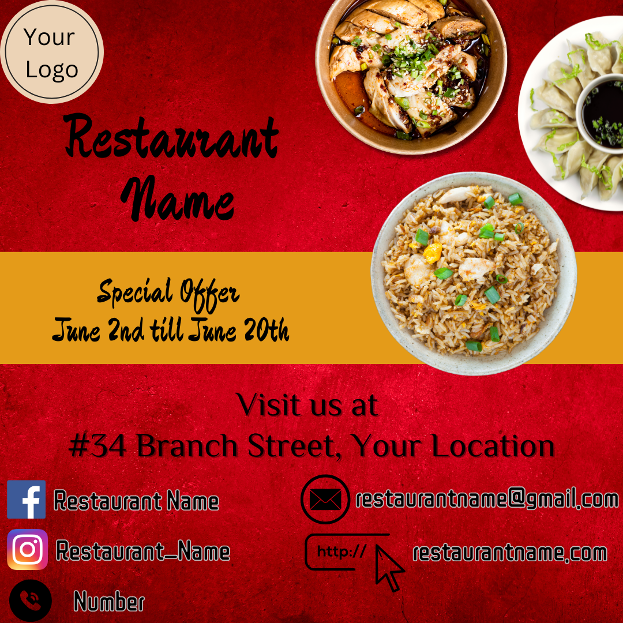 Your
Logo
Restaurant
Name
Special Offer
June 2nd till June 20th
Visit us at
#34 Branch Street, Your Location
Restaurant Name
restaurantname@gmail.com
Restaurant_Name
http://
restaurantname.com
Number